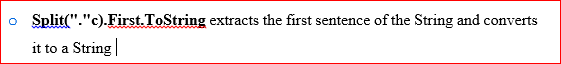 Split("."c).First.ToString extracts the first sentence of the String and converts
it to a String